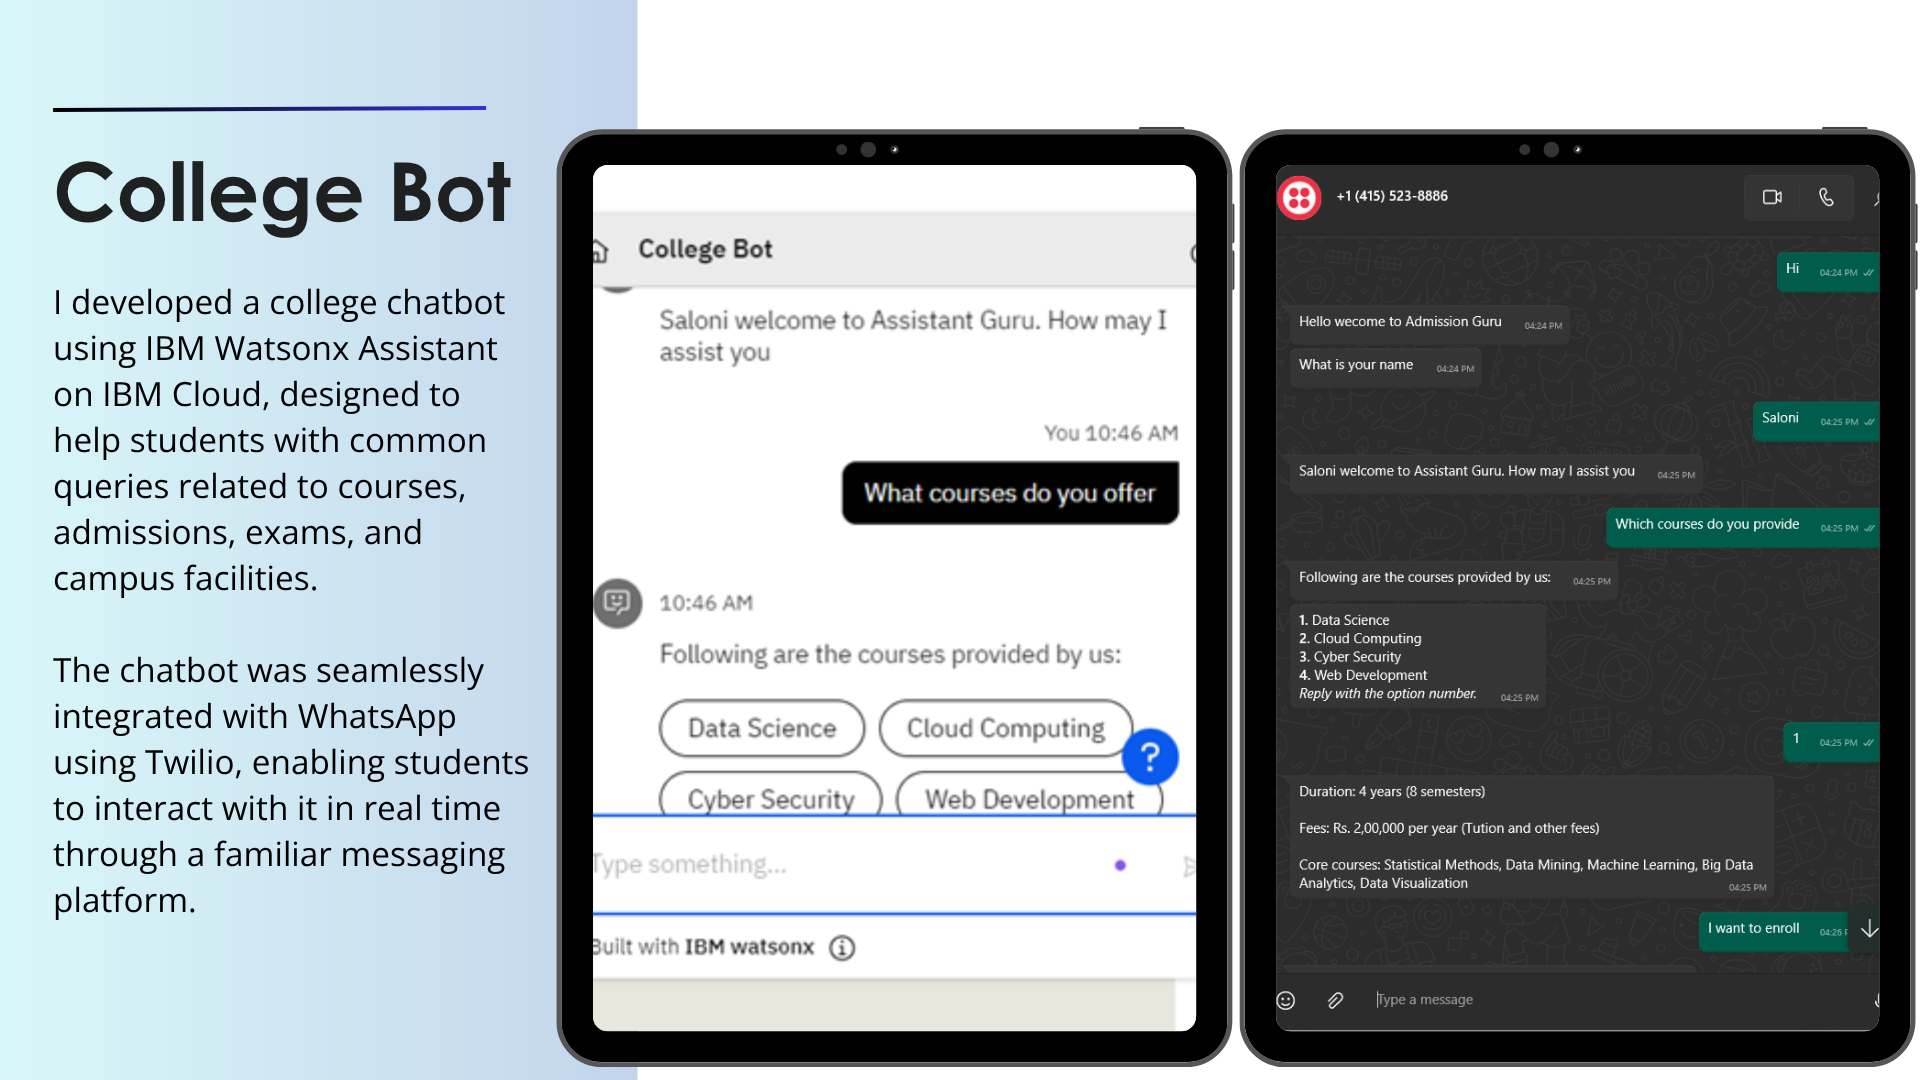 College Bot
I developed a college chatbot
using IBM Watsonx Assistant
on IBM Cloud, designed to
help students with common
queries related to courses,
admissions, exams, and
campus facilities.
The chatbot was seamlessly
integrated with WhatsApp
using Twilio, enabling students
to interact with it in real time
through a familiar messaging
platform.
College Bot
Saloni welcome to Assistant Guru. How may I
assist you
You 10:46 AM
What courses do you offer
10:46 AM
Following are the courses provided by us:
Data Science
Cloud Computing
?
Cyber Security
Web Development
Type something...
Built with IBM watsonx
+1 (415) 523-8886
Hi 04:24 PM
Hello wecome to Admission Guru 04:24 PM
What is your name 04:24 PM
Saloni 04:25 PM
Saloni welcome to Assistant Guru. How may I assist you 04:25 PM
Which courses do you provide 04:25 PM
Following are the courses provided by us: 04:25 PM
1. Data Science
2. Cloud Computing
3. Cyber Security
4. Web Development
Reply with the option number. 04:25 PM
1 04:25 PM
Duration: 4 years (8 semesters)
Fees: Rs. 2,00,000 per year (Tution and other fees)
Core courses: Statistical Methods, Data Mining, Machine Learning, Big Data
Analytics, Data Visualization 04:25 PM
I want to enroll 04:26
Type a message